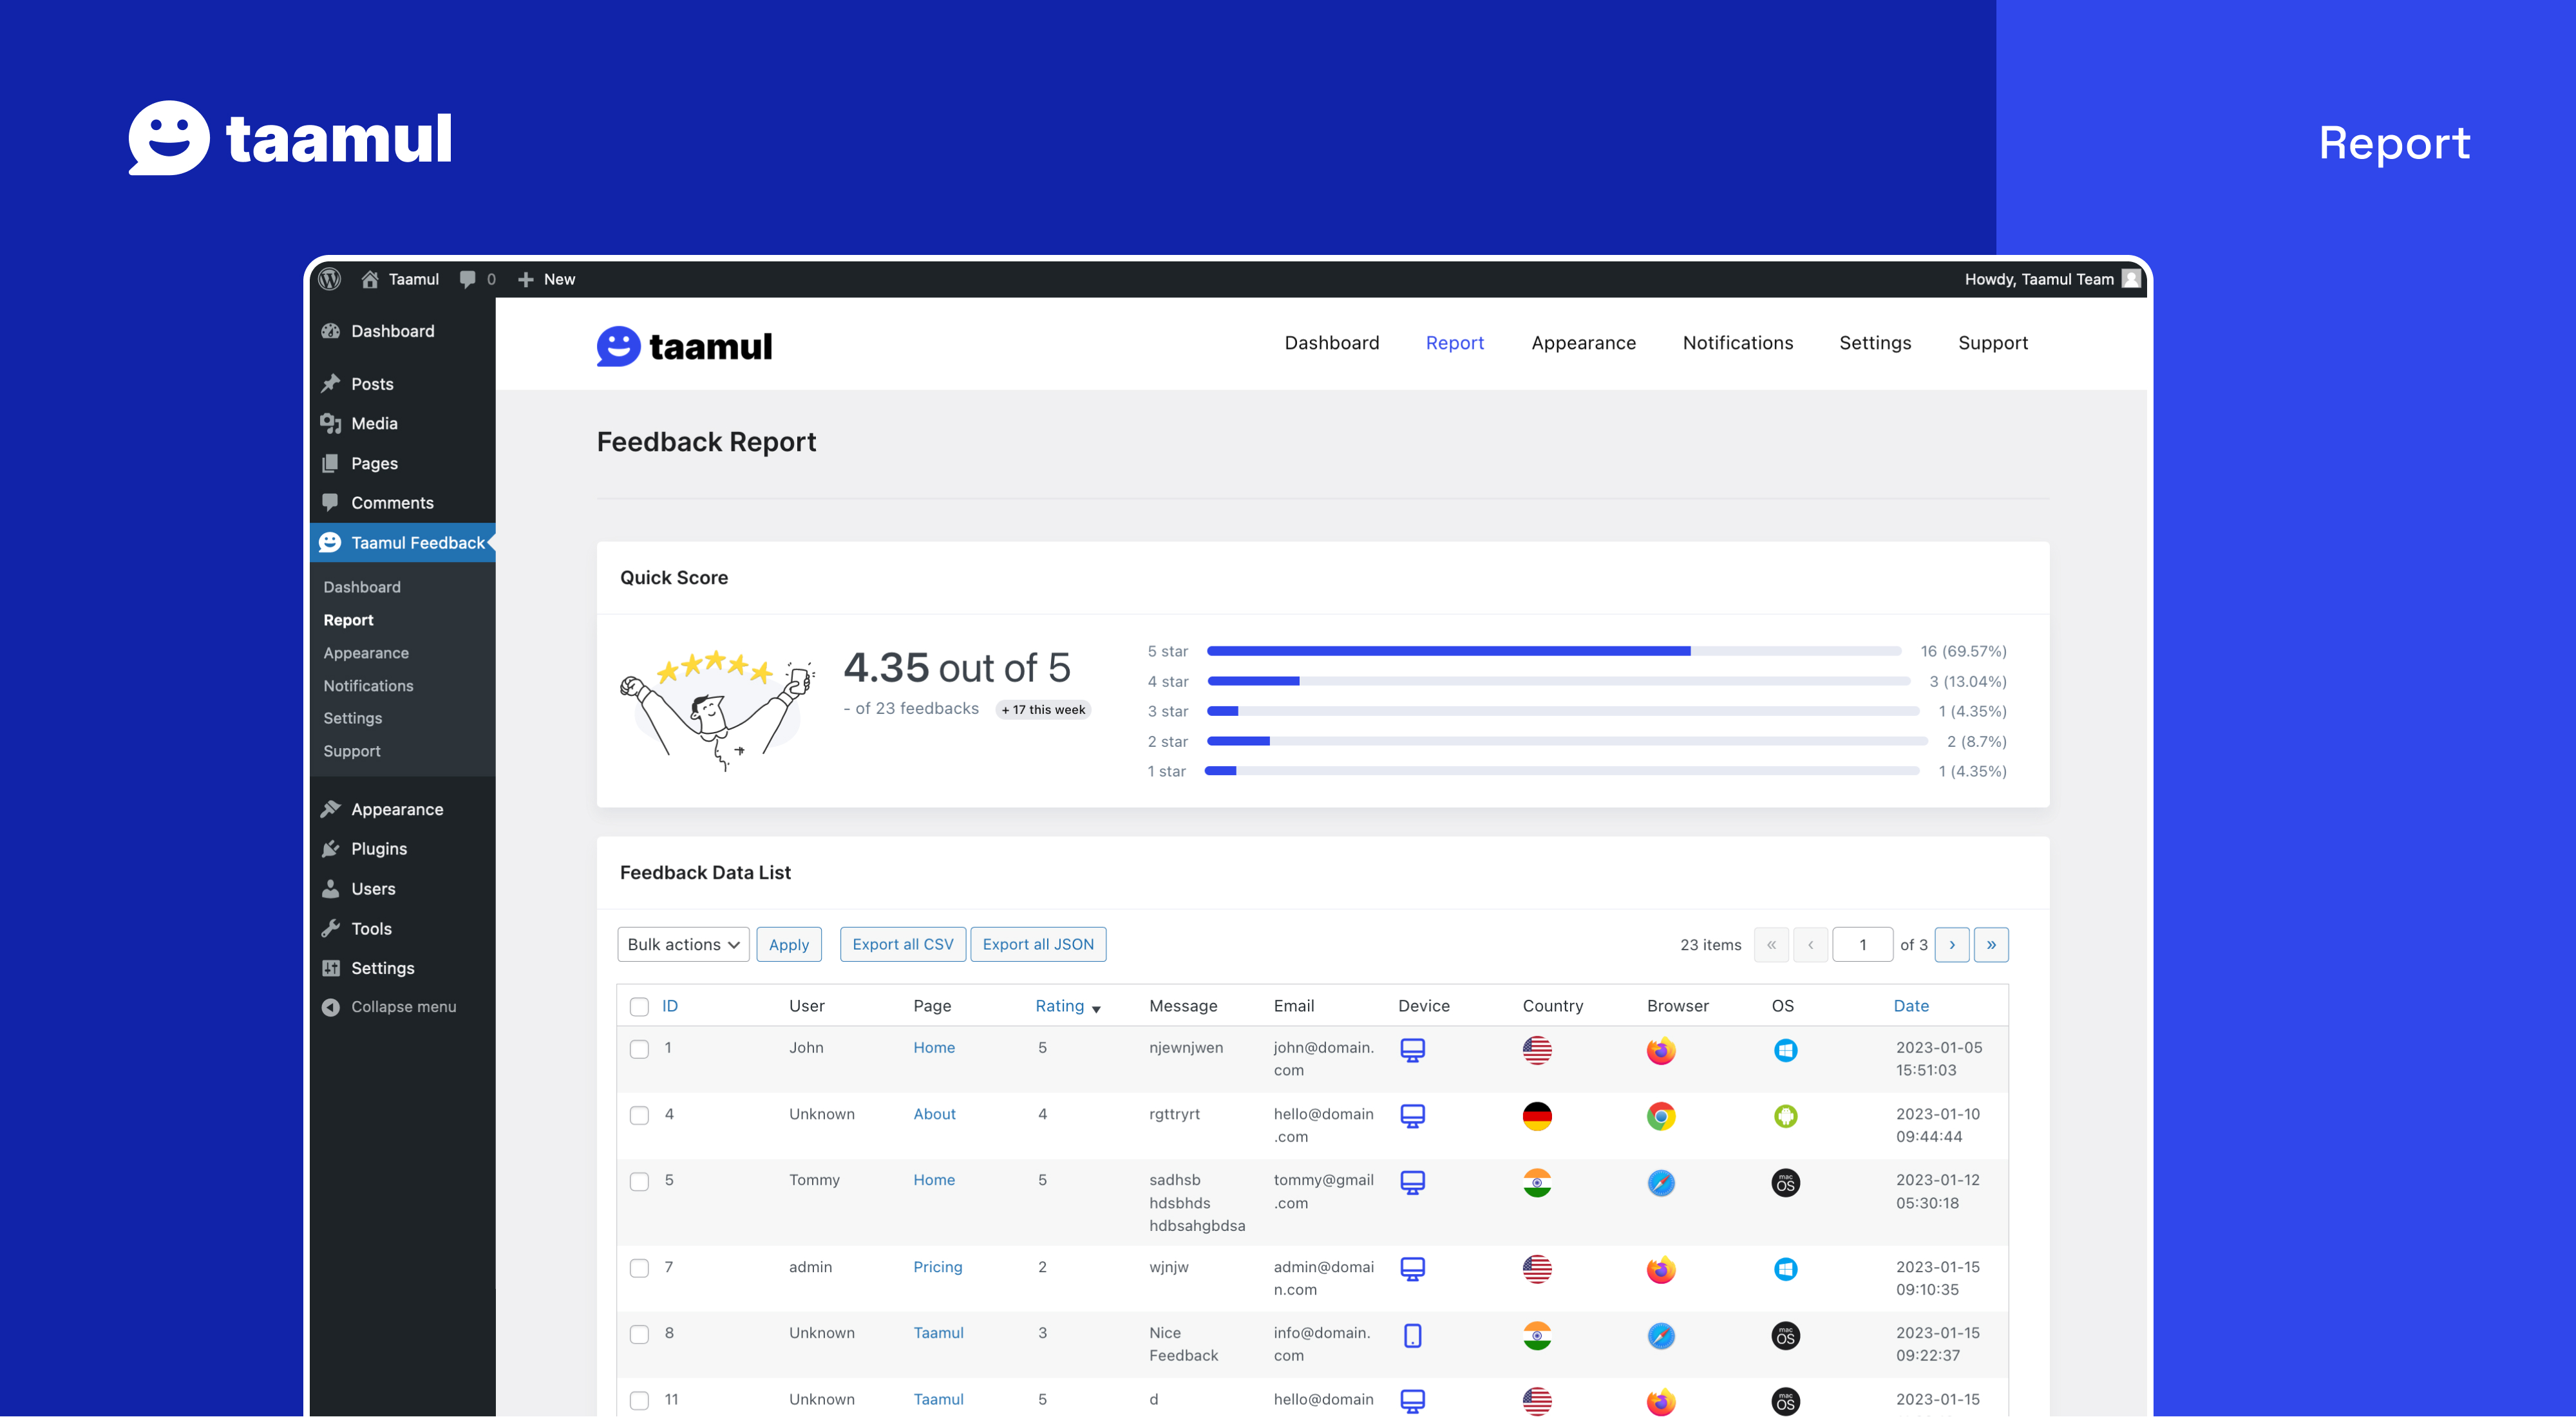 taamul
Report
Taamul 0 New Howdy, Taamul Team
Dashboard
Posts
Media
Pages
Comments
Taamul Feedback
Dashboard
Report
Appearance
Notifications
Settings
Support
Appearance
Plugins
Users
Tools
Settings
Collapse menu
taamul Dashboard Report Appearance Notifications Settings Support
Feedback Report
Quick Score
4.35 out of 5
- of 23 feedbacks + 17 this week
5 star 16 (69.57%)
4 star 3 (13.04%)
3 star 1 (4.35%)
2 star 2 (8.7%)
1 star 1 (4.35%)
Feedback Data List
Bulk actions Apply Export all CSV Export all JSON 23 items « ‹ 1 of 3 › »
ID User Page Rating Message Email Device Country Browser OS Date
1 John Home 5 njewnjwen john@domain. 2023-01-05
com 15:51:03
4 Unknown About 4 rgttryrt hello@domain 2023-01-10
.com 09:44:44
5 Tommy Home 5 sadhsb tommy@gmail mac OS 2023-01-12
hdsbhds .com 05:30:18
hdbsahgbdsa
7 admin Pricing 2 wjnjw admin@domai 2023-01-15
n.com 09:10:35
8 Unknown Taamul 3 Nice info@domain. mac OS 2023-01-15
Feedback com 09:22:37
11 Unknown Taamul 5 d hello@domain mac OS 2023-01-15